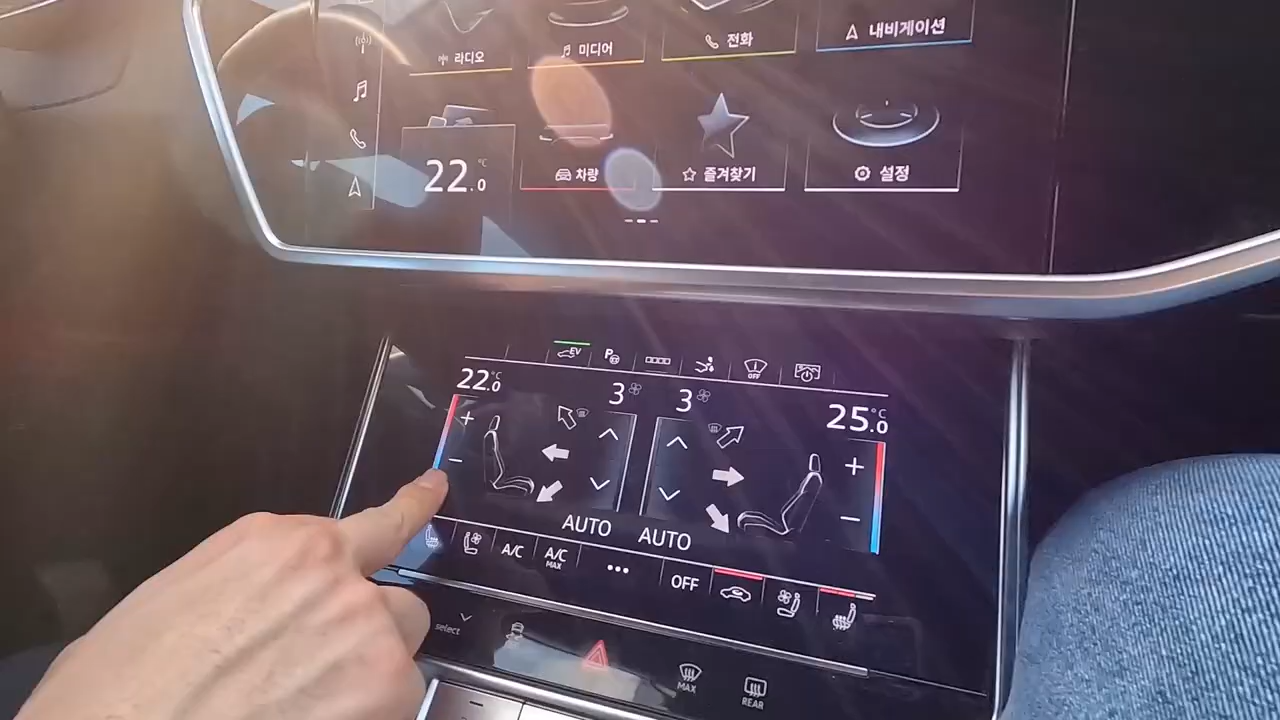 라디오
미디어
전화
내비게이션
22.0 °C
차량
즐겨찾기
설정
EV
P
OFF
22.0 °C
3
3
25.0 °C
+
+
−
−
AUTO
AUTO
A/C
A/C MAX
•••
OFF
select
MAX
REAR